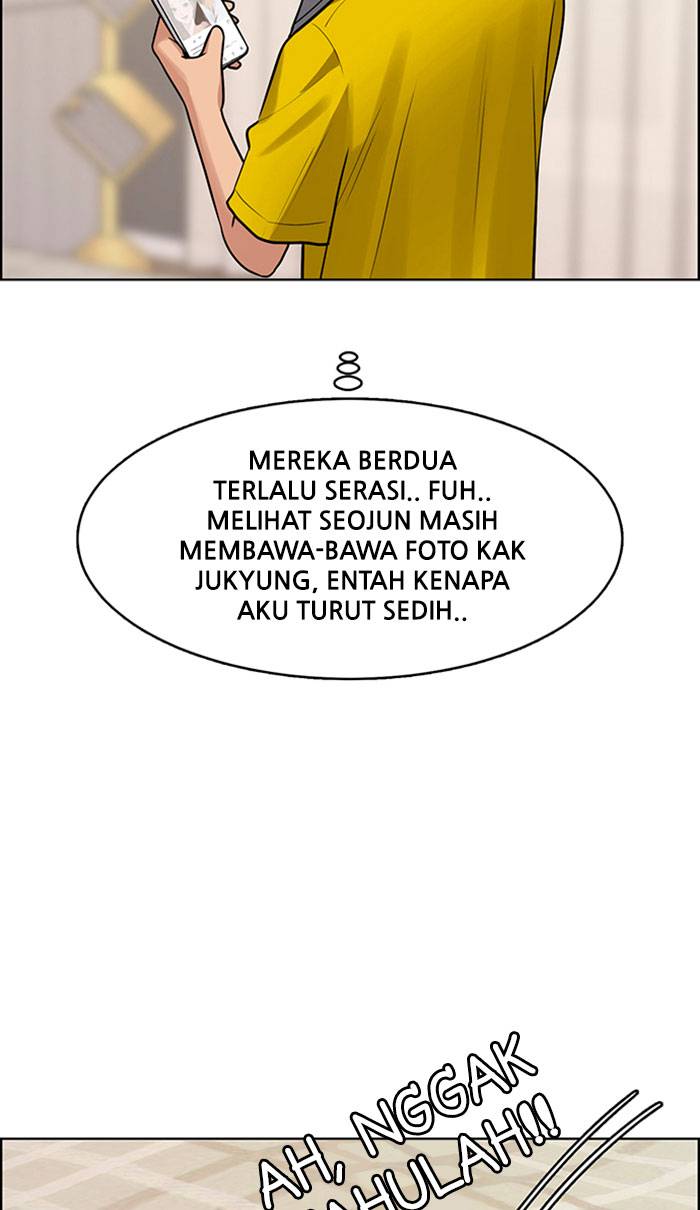 MEREKA BERDUA
TERLALU SERASI.. FUH..
MELIHAT SEOJUN MASIH
MEMBAWA-BAWA FOTO KAK
JUKYUNG, ENTAH KENAPA
AKU TURUT SEDIH..
AH, NGGAK